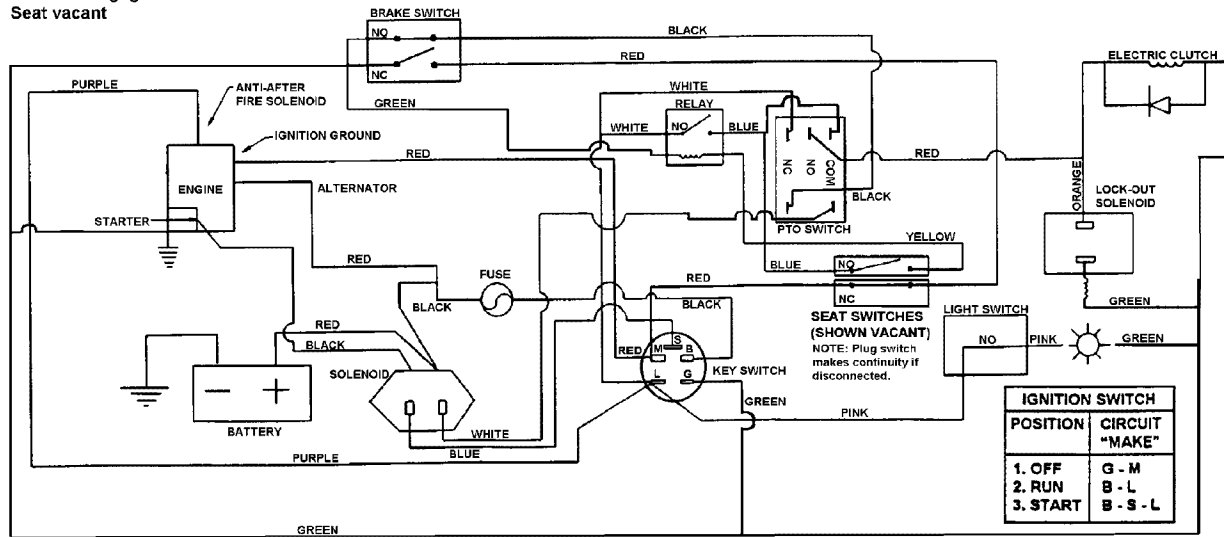 Seat vacant
BRAKE SWITCH
NO
NC
BLACK
RED
ELECTRIC CLUTCH
PURPLE
ANTI-AFTER
FIRE SOLENOID
GREEN
WHITE
RELAY
WHITE
NO
BLUE
IGNITION GROUND
RED
ENGINE
ALTERNATOR
STARTER
NC
NO
COM
RED
BLACK
PTO SWITCH
ORANGE
LOCK-OUT
SOLENOID
YELLOW
RED
FUSE
BLUE
NO
RED
NC
BLACK
BLACK
GREEN
SEAT SWITCHES
(SHOWN VACANT)
NOTE: Plug switch
makes continuity if
disconnected.
LIGHT SWITCH
NO
PINK
GREEN
RED
BLACK
RED
S
M
B
L
G
KEY SWITCH
SOLENOID
GREEN
PINK
BATTERY
WHITE
BLUE
PURPLE
GREEN
IGNITION SWITCH
POSITION CIRCUIT
"MAKE"
1. OFF G - M
2. RUN B - L
3. START B - S - L